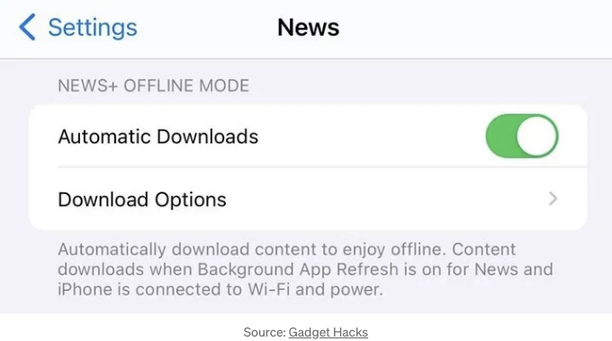 Settings
News
NEWS+ OFFLINE MODE
Automatic Downloads
Download Options
Automatically download content to enjoy offline. Content
downloads when Background App Refresh is on for News and
iPhone is connected to Wi-Fi and power.
Source: Gadget Hacks